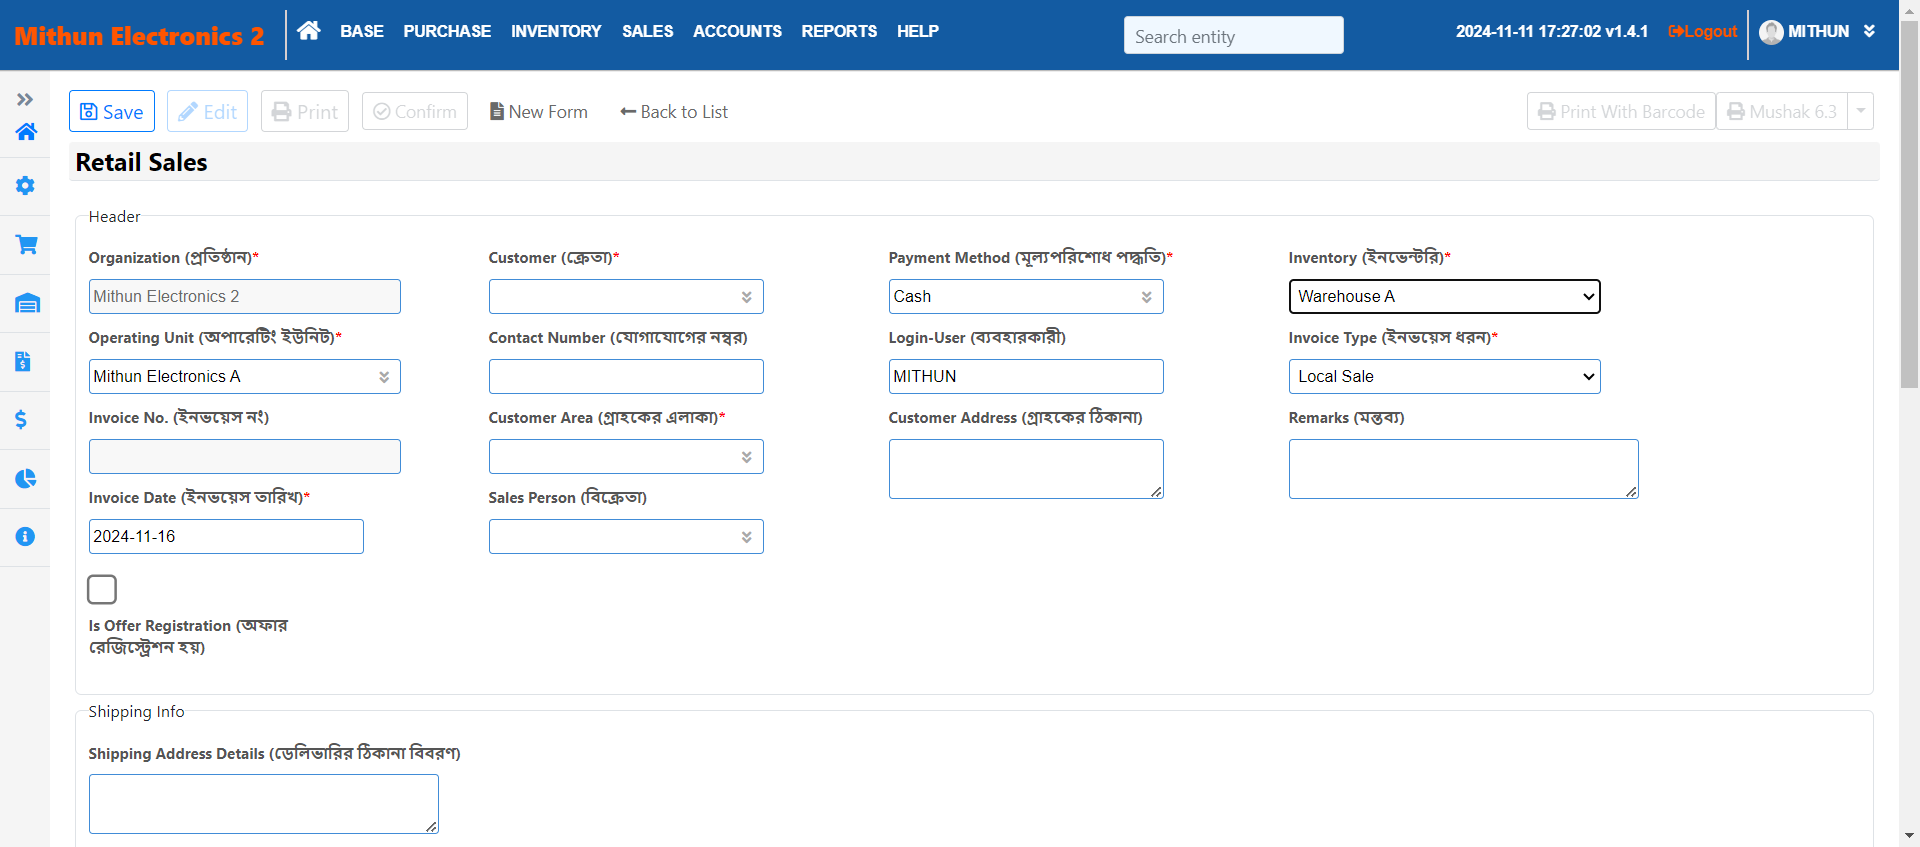 Mithun Electronics 2
BASE PURCHASE INVENTORY SALES ACCOUNTS REPORTS HELP
Search entity
2024-11-11 17:27:02 v1.4.1
Logout
MITHUN
Save
Edit
Print
Confirm
New Form
Back to List
Print With Barcode
Mushak 6.3
Retail Sales
Header
Organization (প্রতিষ্ঠান)*
Mithun Electronics 2
Customer (ক্রেতা)*
Payment Method (মূল্যপরিশোধ পদ্ধতি)*
Cash
Inventory (ইনভেন্টরি)*
Warehouse A
Operating Unit (অপারেটিং ইউনিট)*
Mithun Electronics A
Contact Number (যোগাযোগের নম্বর)
Login-User (ব্যবহারকারী)
MITHUN
Invoice Type (ইনভয়েস ধরন)*
Local Sale
Invoice No. (ইনভয়েস নং)
Customer Area (গ্রাহকের এলাকা)*
Customer Address (গ্রাহকের ঠিকানা)
Remarks (মন্তব্য)
Invoice Date (ইনভয়েস তারিখ)*
2024-11-16
Sales Person (বিক্রেতা)
Is Offer Registration (অফার
রেজিস্ট্রেশন হয়)
Shipping Info
Shipping Address Details (ডেলিভারির ঠিকানা বিবরণ)